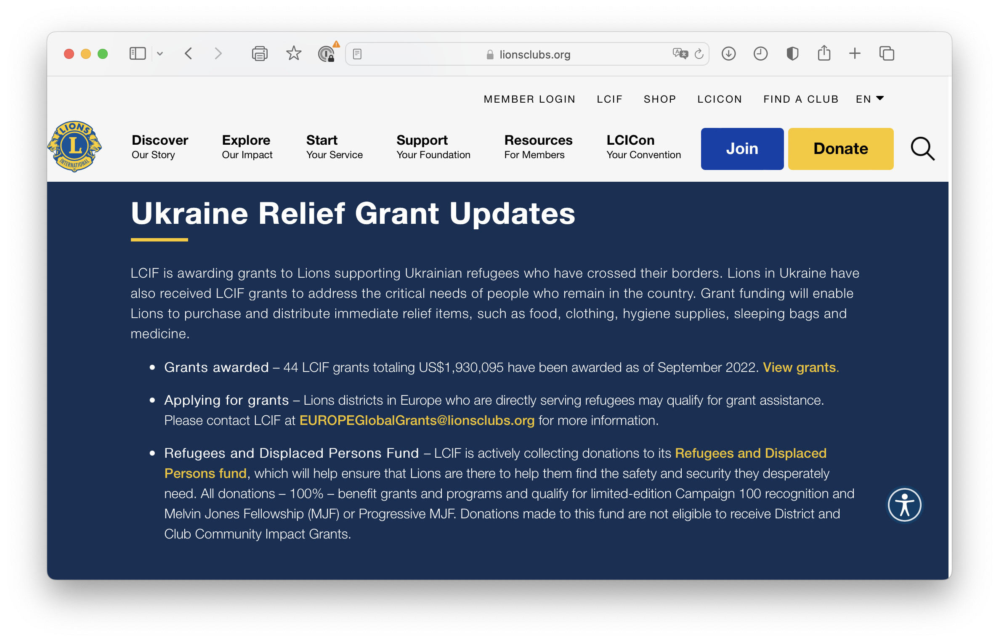 lionsclubs.org
MEMBER LOGIN LCIF SHOP LCICON FIND A CLUB EN
LIONS
L
INTERNATIONAL
®
Discover Explore Start Support Resources LCICon Join Donate
Our Story Our Impact Your Service Your Foundation For Members Your Convention
Ukraine Relief Grant Updates
LCIF is awarding grants to Lions supporting Ukrainian refugees who have crossed their borders. Lions in Ukraine have
also received LCIF grants to address the critical needs of people who remain in the country. Grant funding will enable
Lions to purchase and distribute immediate relief items, such as food, clothing, hygiene supplies, sleeping bags and
medicine.
• Grants awarded – 44 LCIF grants totaling US$1,930,095 have been awarded as of September 2022. View grants.
• Applying for grants – Lions districts in Europe who are directly serving refugees may qualify for grant assistance.
Please contact LCIF at EUROPEGlobalGrants@lionsclubs.org for more information.
• Refugees and Displaced Persons Fund – LCIF is actively collecting donations to its Refugees and Displaced
Persons fund, which will help ensure that Lions are there to help them find the safety and security they desperately
need. All donations – 100% – benefit grants and programs and qualify for limited-edition Campaign 100 recognition and
Melvin Jones Fellowship (MJF) or Progressive MJF. Donations made to this fund are not eligible to receive District and
Club Community Impact Grants.